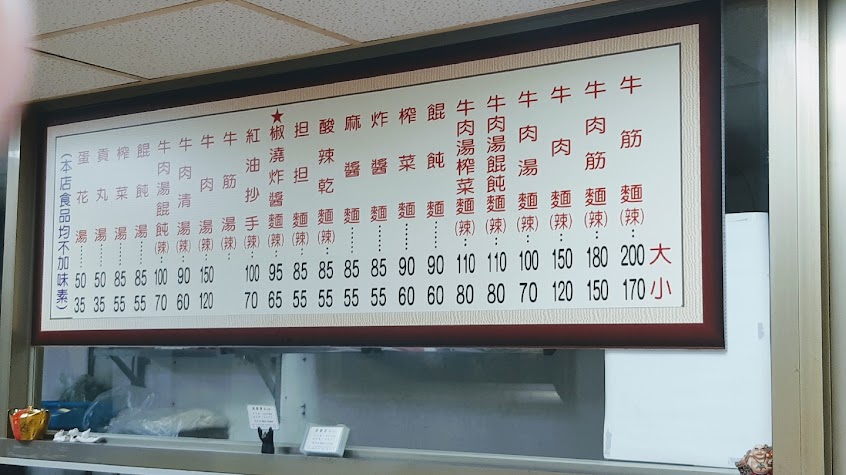 大 小
牛筋麵(辣)⋯200 170
牛肉筋麵(辣)⋯180 150
牛肉麵(辣)⋯150 120
牛肉湯麵(辣)⋯100 70
牛肉湯餛飩麵(辣)⋯110 80
牛肉湯榨菜麵(辣)⋯110 80
餛飩麵⋯⋯90 60
榨菜麵⋯⋯90 60
炸醬麵⋯⋯85 55
麻醬麵⋯⋯85 55
酸辣乾麵(辣)⋯85 55
担担麵(辣)⋯85 55
★椒澆炸醬麵(辣)⋯95 65
紅油抄手(辣)⋯100 70
牛筋湯(辣)⋯
牛肉湯(辣)⋯150 120
牛肉清湯(辣)⋯90 60
牛肉湯餛飩(辣)⋯100 70
餛飩湯⋯⋯85 55
榨菜湯⋯⋯85 55
貢丸湯⋯⋯50 35
蛋花湯⋯⋯50 35
(本店食品均不加味素)